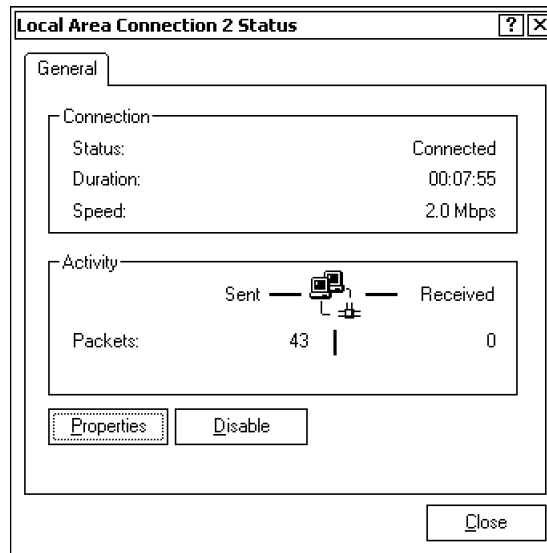 Local Area Connection 2 Status ? X
General
Connection
Status: Connected
Duration: 00:07:55
Speed: 2.0 Mbps
Activity
Sent Received
Packets: 43 0
Properties Disable
Close